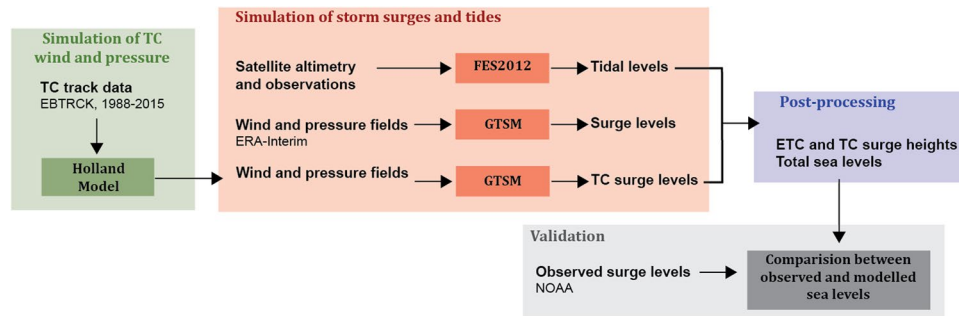 Simulation of TC
wind and pressure
TC track data
EBTRCK, 1988-2015
Holland
Model
Simulation of storm surges and tides
Satellite altimetry
and observations
FES2012
Tidal levels
Wind and pressure fields
ERA-Interim
GTSM
Surge levels
Wind and pressure fields
GTSM
TC surge levels
Post-processing
ETC and TC surge heights
Total sea levels
Validation
Observed surge levels
NOAA
Comparision between
observed and modelled
sea levels